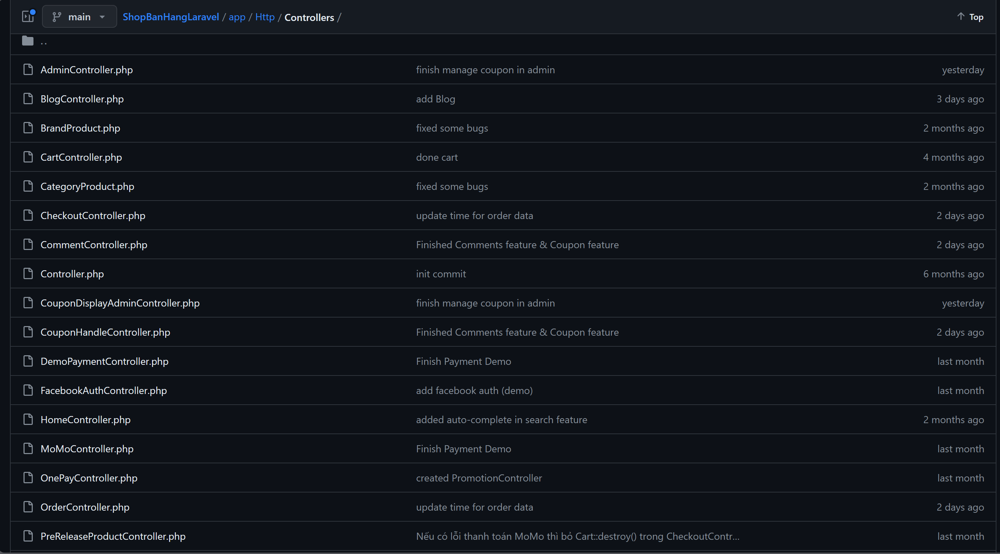 main ShopBanHangLaravel / app / Http / Controllers / Top
..
AdminController.php finish manage coupon in admin yesterday
BlogController.php add Blog 3 days ago
BrandProduct.php fixed some bugs 2 months ago
CartController.php done cart 4 months ago
CategoryProduct.php fixed some bugs 2 months ago
CheckoutController.php update time for order data 2 days ago
CommentController.php Finished Comments feature & Coupon feature 2 days ago
Controller.php init commit 6 months ago
CouponDisplayAdminController.php finish manage coupon in admin yesterday
CouponHandleController.php Finished Comments feature & Coupon feature 2 days ago
DemoPaymentController.php Finish Payment Demo last month
FacebookAuthController.php add facebook auth (demo) last month
HomeController.php added auto-complete in search feature 2 months ago
MoMoController.php Finish Payment Demo last month
OnePayController.php created PromotionController last month
OrderController.php update time for order data 2 days ago
PreReleaseProductController.php Nếu có lỗi thanh toán MoMo thì bỏ Cart::destroy() trong CheckoutContr... last month